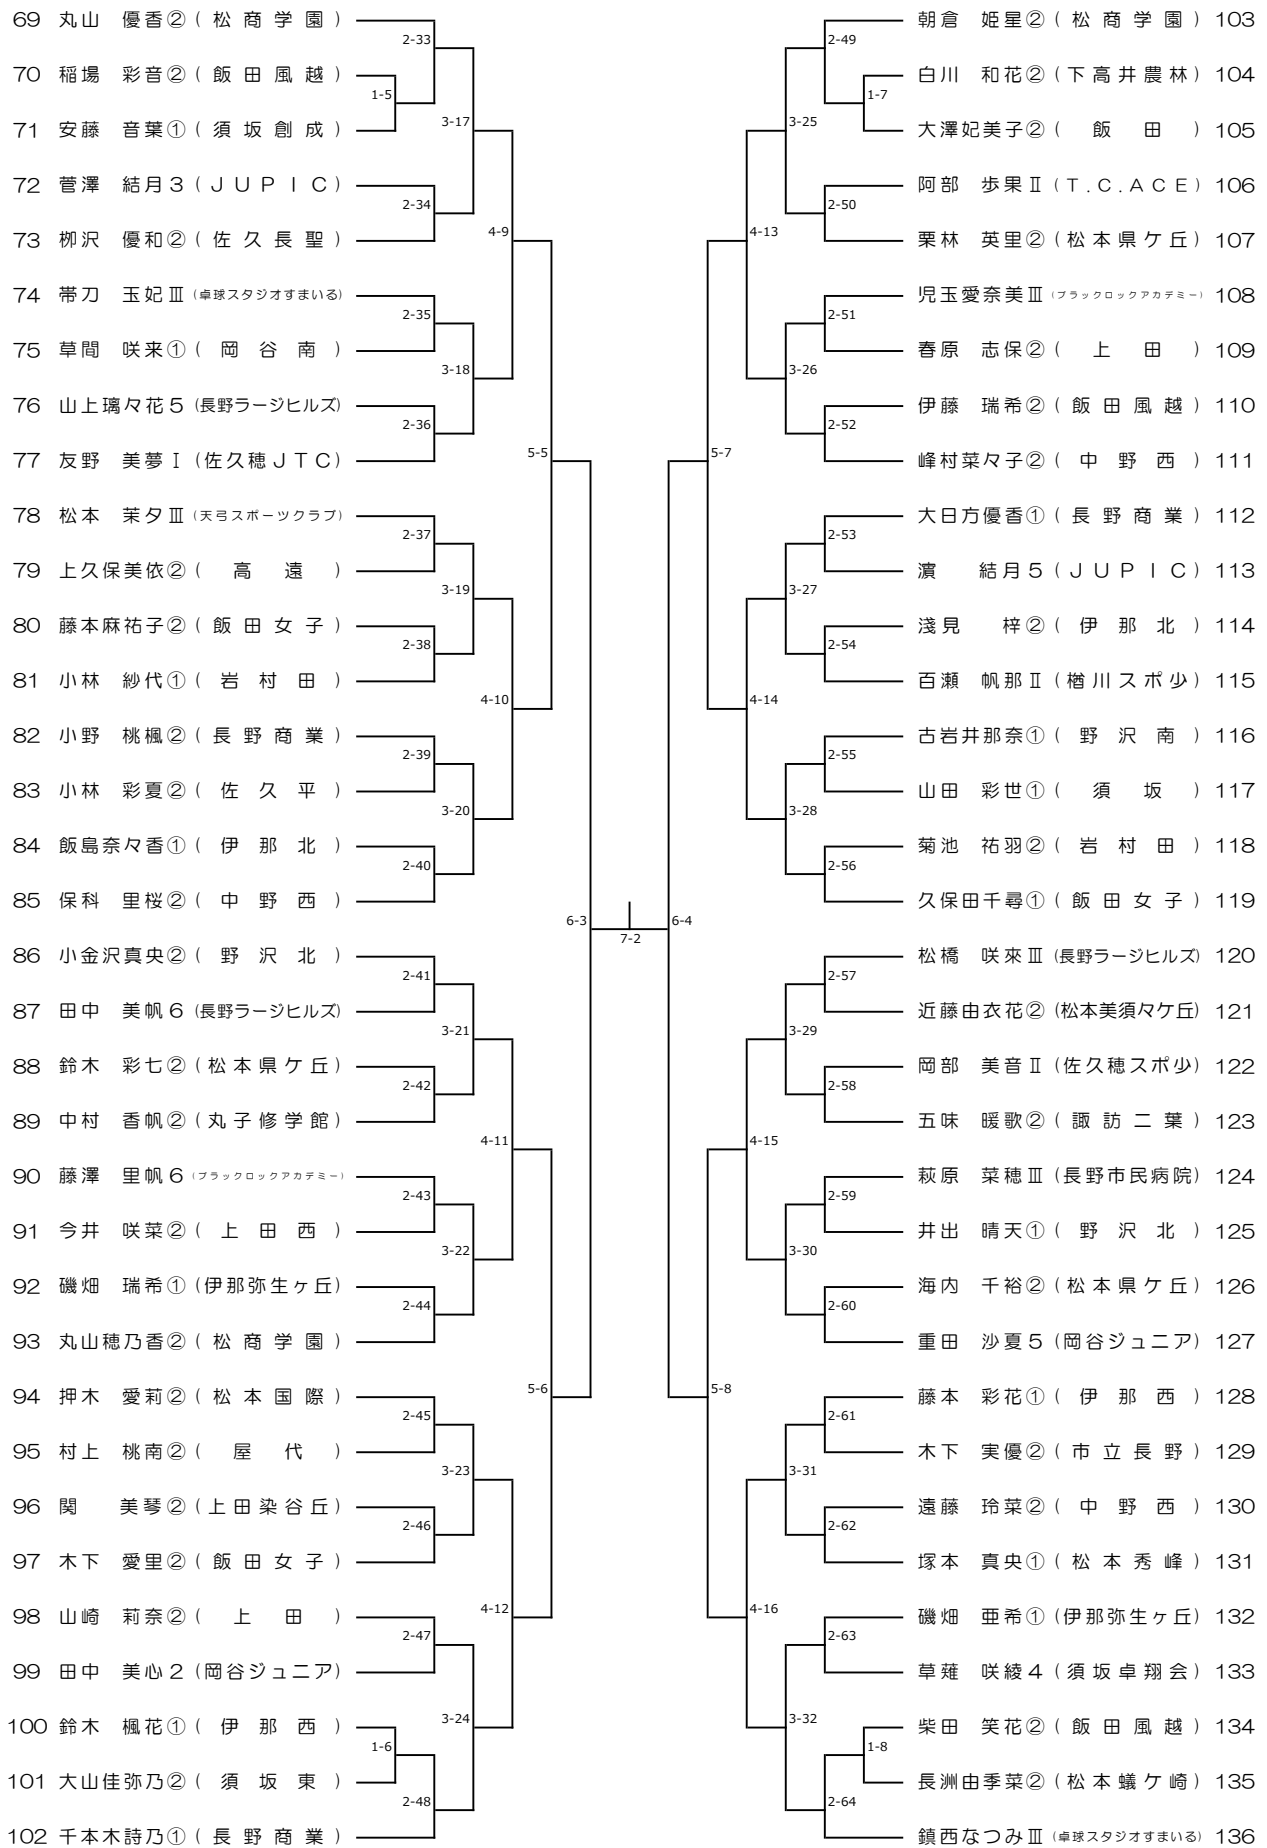 69 丸山 優香②(松商学園)
70 稲場 彩音②(飯田風越)
71 安藤 音葉①(須坂創成)
72 菅澤 結月3(JUPIC)
73 栁沢 優和②(佐久長聖)
74 帯刀 玉妃Ⅲ(卓球スタジオすまいる)
75 草間 咲来①(岡谷南)
76 山上璃々花5(長野ラージヒルズ)
77 友野 美夢Ⅰ(佐久穂JTC)
78 松本 茉夕Ⅲ(天弓スポーツクラブ)
79 上久保美依②(高遠)
80 藤本麻祐子②(飯田女子)
81 小林 紗代①(岩村田)
82 小野 桃楓②(長野商業)
83 小林 彩夏②(佐久平)
84 飯島奈々香①(伊那北)
85 保科 里桜②(中野西)
86 小金沢真央②(野沢北)
87 田中 美帆6(長野ラージヒルズ)
88 鈴木 彩七②(松本県ケ丘)
89 中村 香帆②(丸子修学館)
90 藤澤 里帆6(ブラックロックアカデミー)
91 今井 咲菜②(上田西)
92 磯畑 瑞希①(伊那弥生ヶ丘)
93 丸山穂乃香②(松商学園)
94 押木 愛莉②(松本国際)
95 村上 桃南②(屋代)
96 関 美琴②(上田染谷丘)
97 木下 愛里②(飯田女子)
98 山崎 莉奈②(上田)
99 田中 美心2(岡谷ジュニア)
100 鈴木 楓花①(伊那西)
101 大山佳弥乃②(須坂東)
102 千本木詩乃①(長野商業)
1-5
1-6
2-33
2-34
2-35
2-36
2-37
2-38
2-39
2-40
2-41
2-42
2-43
2-44
2-45
2-46
2-47
2-48
3-17
3-18
3-19
3-20
3-21
3-22
3-23
3-24
4-9
4-10
4-11
4-12
5-5
5-6
6-3
7-2
6-4
5-7
5-8
4-13
4-14
4-15
4-16
3-25
3-26
3-27
3-28
3-29
3-30
3-31
3-32
2-49
2-50
2-51
2-52
2-53
2-54
2-55
2-56
2-57
2-58
2-59
2-60
2-61
2-62
2-63
2-64
1-7
1-8
朝倉 姫星②(松商学園) 103
白川 和花②(下高井農林) 104
大澤妃美子②(飯田) 105
阿部 歩果Ⅱ(T.C.ACE) 106
栗林 英里②(松本県ケ丘) 107
児玉愛奈美Ⅲ(ブラックロックアカデミー) 108
春原 志保②(上田) 109
伊藤 瑞希②(飯田風越) 110
峰村菜々子②(中野西) 111
大日方優香①(長野商業) 112
濵 結月5(JUPIC) 113
淺見 梓②(伊那北) 114
百瀬 帆那Ⅱ(楢川スポ少) 115
古岩井那奈①(野沢南) 116
山田 彩世①(須坂) 117
菊池 祐羽②(岩村田) 118
久保田千尋①(飯田女子) 119
松橋 咲來Ⅲ(長野ラージヒルズ) 120
近藤由衣花②(松本美須々ケ丘) 121
岡部 美音Ⅱ(佐久穂スポ少) 122
五味 暖歌②(諏訪二葉) 123
萩原 菜穂Ⅲ(長野市民病院) 124
井出 晴天①(野沢北) 125
海内 千裕②(松本県ケ丘) 126
重田 沙夏5(岡谷ジュニア) 127
藤本 彩花①(伊那西) 128
木下 実優②(市立長野) 129
遠藤 玲菜②(中野西) 130
塚本 真央①(松本秀峰) 131
磯畑 亜希①(伊那弥生ヶ丘) 132
草薙 咲綾4(須坂卓翔会) 133
柴田 笑花②(飯田風越) 134
長洲由季菜②(松本蟻ケ崎) 135
鎮西なつみⅢ(卓球スタジオすまいる) 136